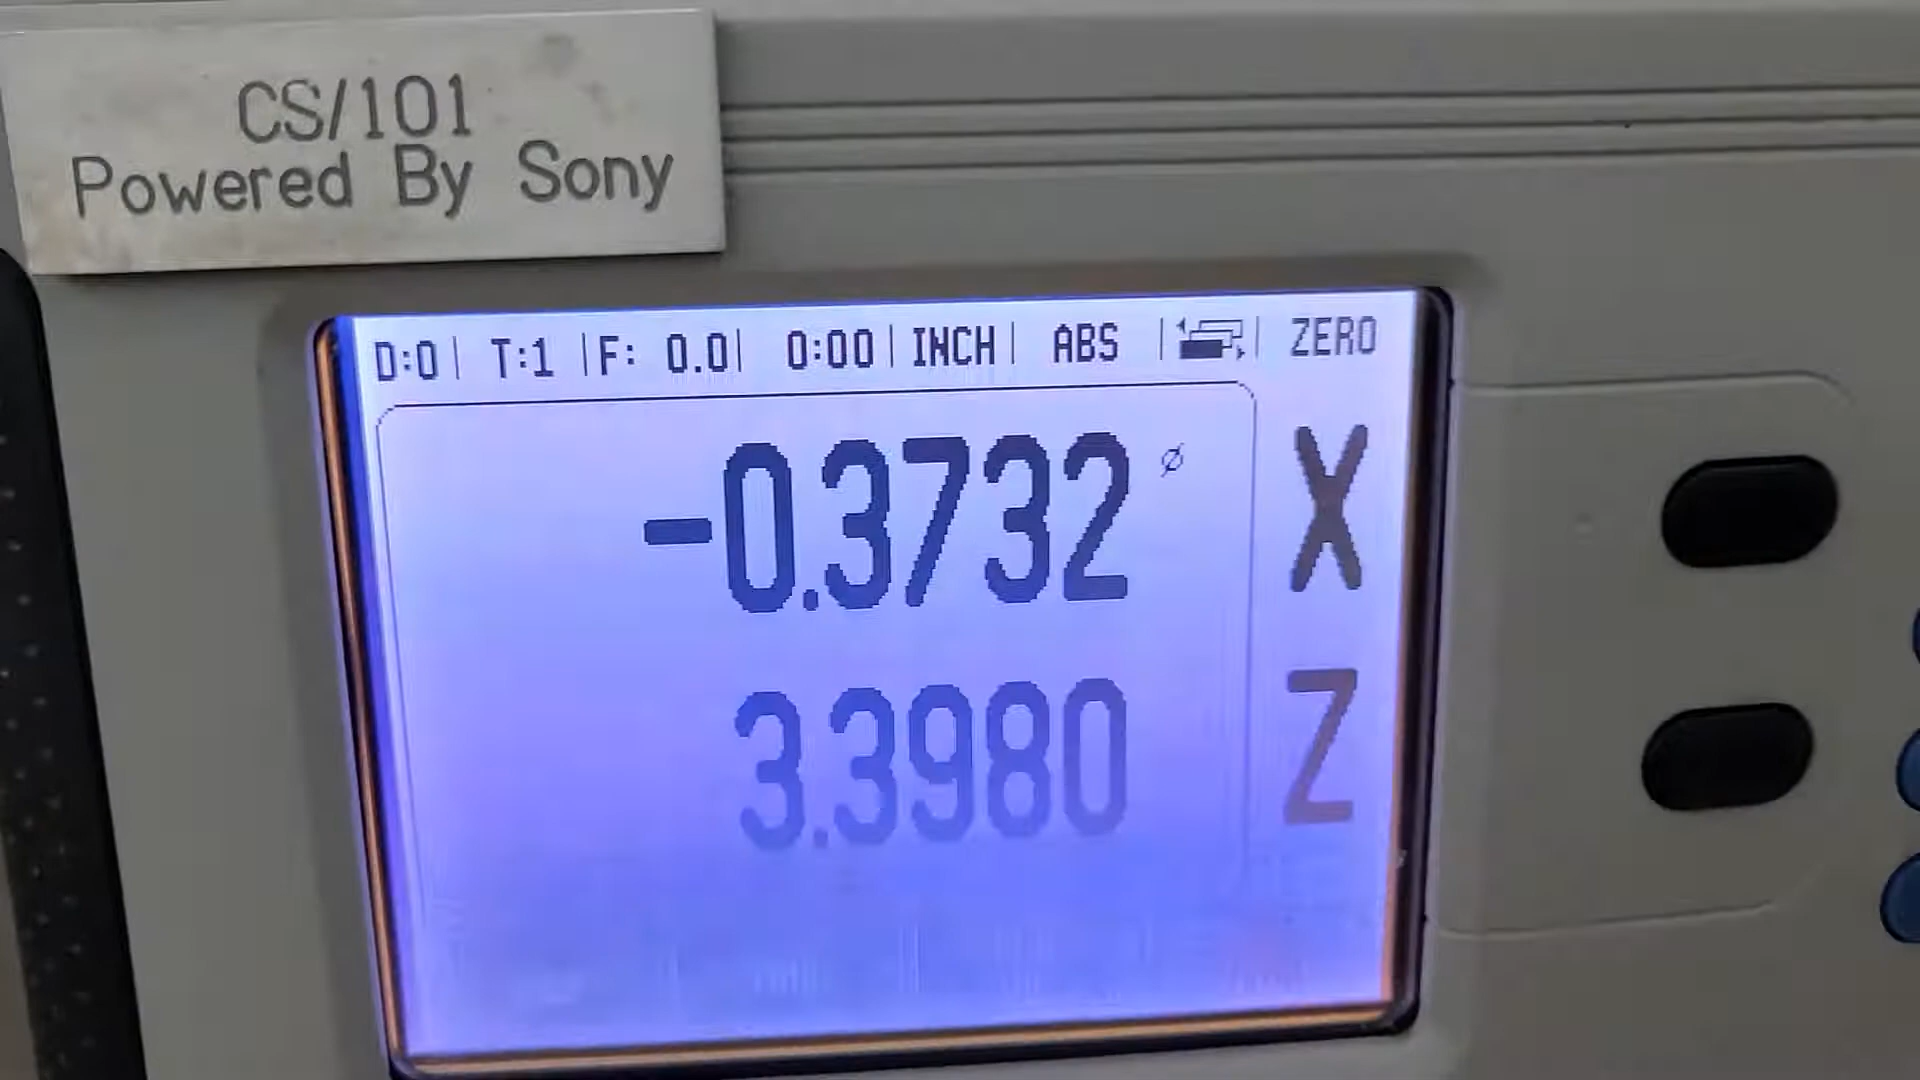 CS/101
Powered By Sony
D:0| T:1 |F: 0.0| 0:00|INCH| ABS | | ZERO
-0.3732 ⌀ X
3.3980 Z